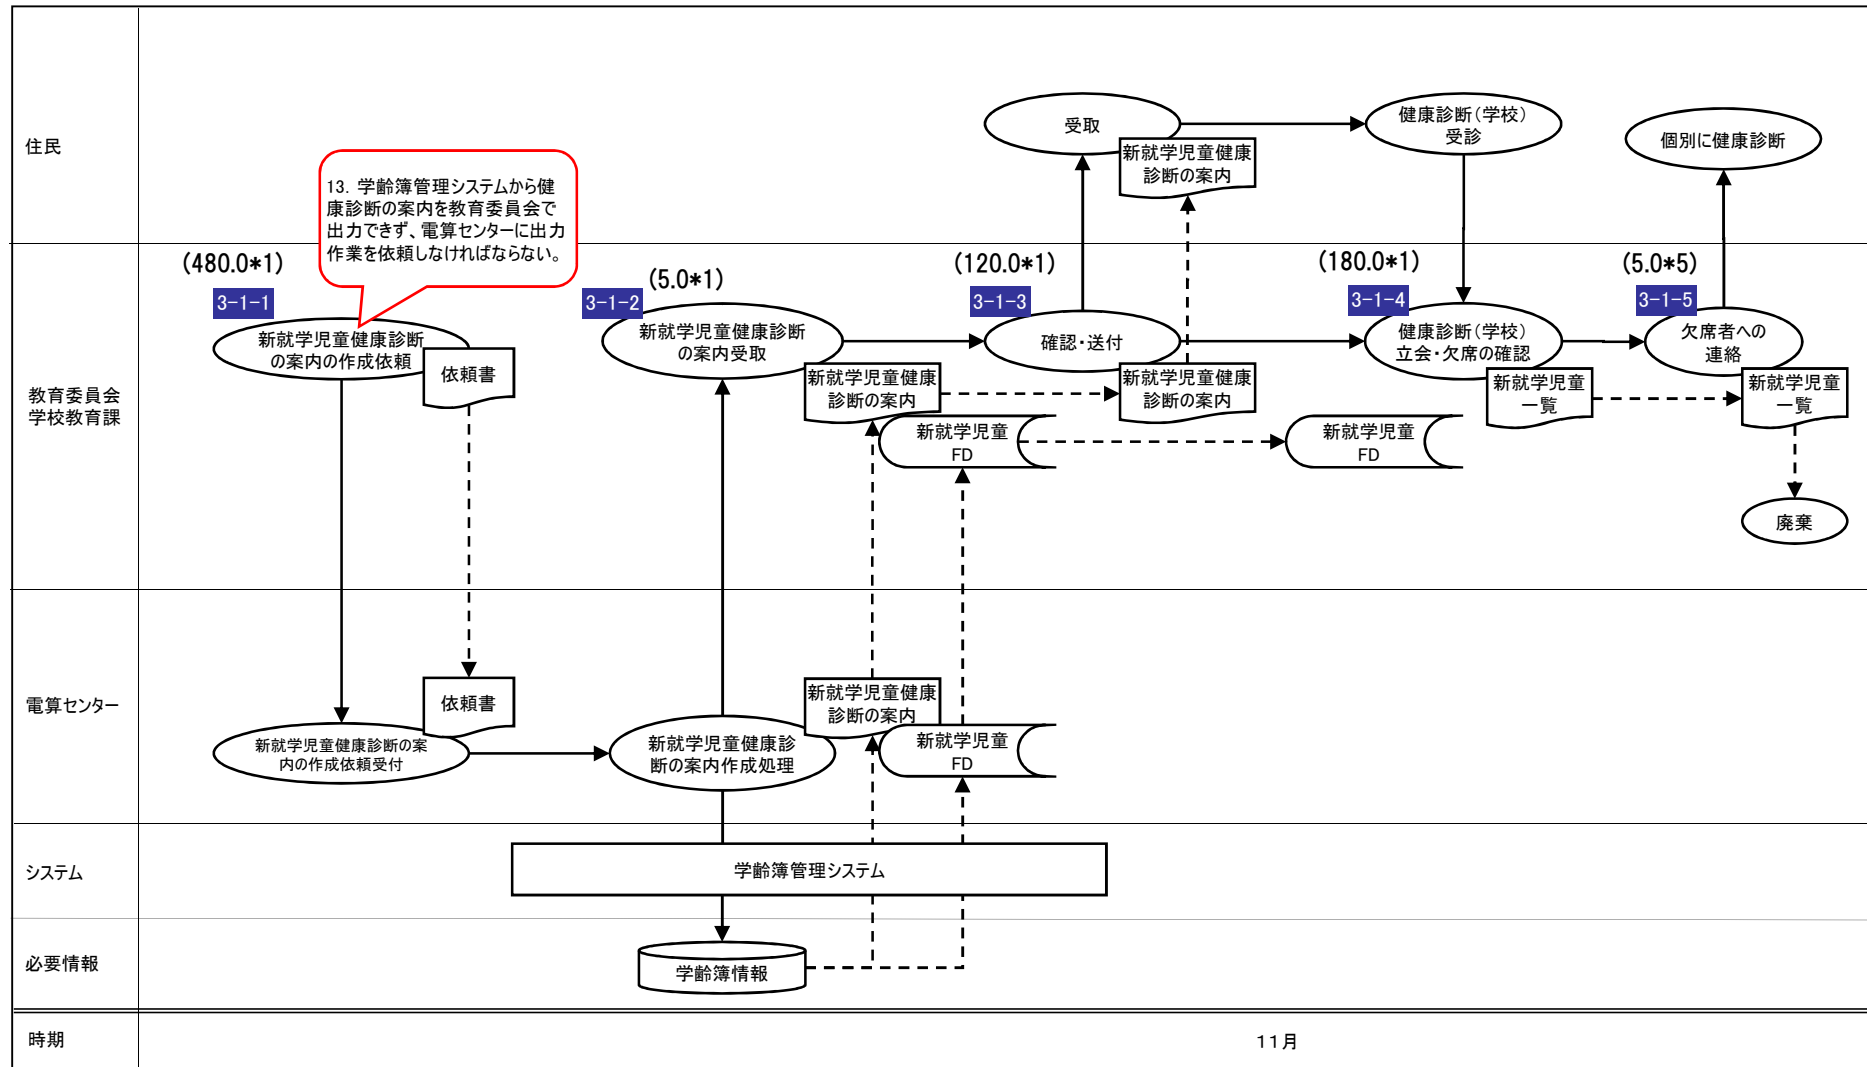 住民
受取
新就学児童健康
診断の案内
健康診断(学校)
受診
個別に健康診断
13. 学齢簿管理システムから健
康診断の案内を教育委員会で
出力できず、電算センターに出力
作業を依頼しなければならない。
教育委員会
学校教育課
(480.0*1)
3-1-1
新就学児童健康診断
の案内の作成依頼
依頼書
(5.0*1)
3-1-2
新就学児童健康診断
の案内受取
新就学児童健康
診断の案内
新就学児童
FD
(120.0*1)
3-1-3
確認・送付
新就学児童健康
診断の案内
(180.0*1)
3-1-4
健康診断(学校)
立会・欠席の確認
新就学児童
一覧
新就学児童
FD
(5.0*5)
3-1-5
欠席者への
連絡
新就学児童
一覧
廃棄
電算センター
依頼書
新就学児童健康診断の案
内の作成依頼受付
新就学児童健康診
断の案内作成処理
新就学児童健康
診断の案内
新就学児童
FD
システム
学齢簿管理システム
必要情報
学齢簿情報
時期
11月